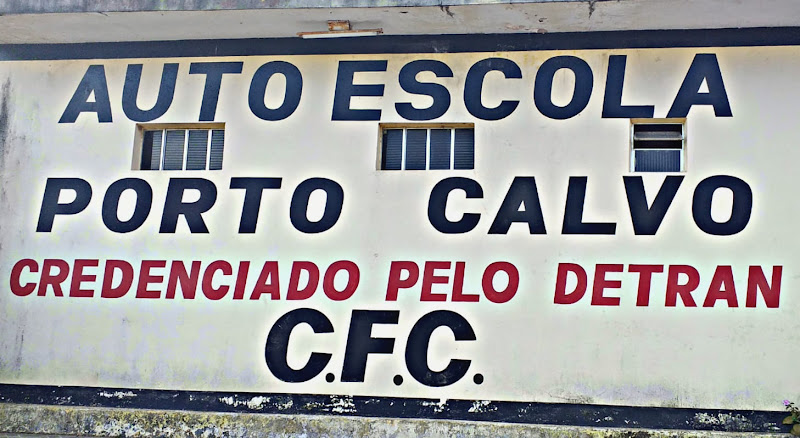 AUTO ESCOLA
PORTO CALVO
CREDENCIADO PELO DETRAN
C.F.C.